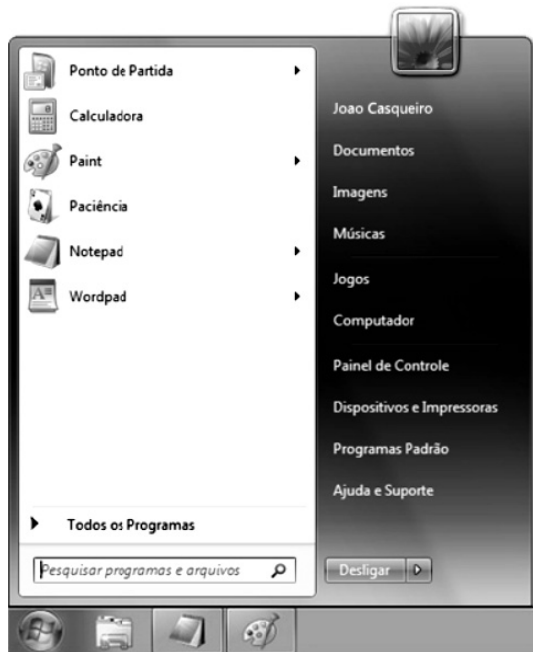 Ponto de Partida
Calculadora
Paint
Paciência
Notepad
Wordpad
Todos os Programas
Pesquisar programas e arquivos
Joao Casqueiro
Documentos
Imagens
Músicas
Jogos
Computador
Painel de Controle
Dispositivos e Impressoras
Programas Padrão
Ajuda e Suporte
Desligar